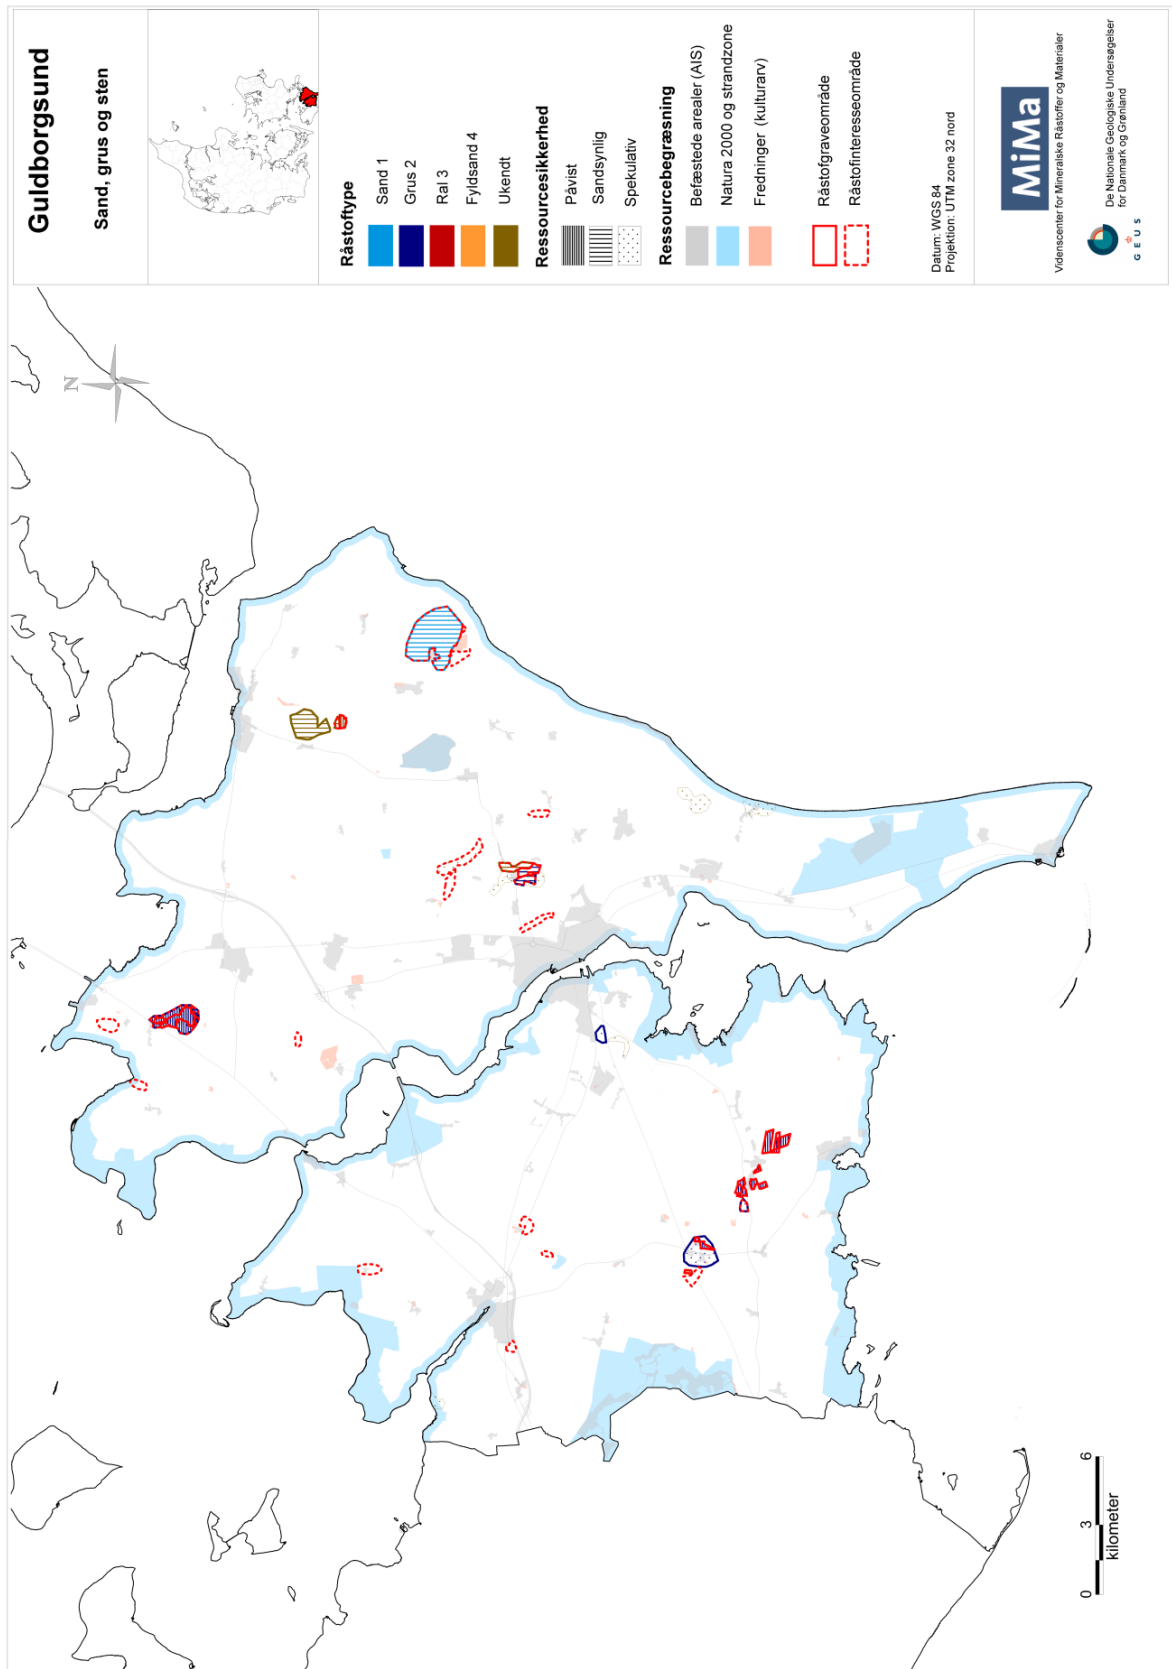 Guldborgsund
Sand, grus og sten
Råstoftype
Sand 1
Grus 2
Ral 3
Fyldsand 4
Ukendt
Ressourcesikkerhed
Påvist
Sandsynlig
Spekulativ
Ressourcebegræsning
Befæstede arealer (AIS)
Natura 2000 og strandzone
Fredninger (kulturarv)
Råstofgraveområde
Råstofinteresseområde
Datum: WGS 84
Projektion: UTM zone 32 nord
MiMa
Videnscenter for Mineralske Råstoffer og Materialer
G E U S
De Nationale Geologiske Undersøgelser
for Danmark og Grønland
N
0 3 6
kilometer